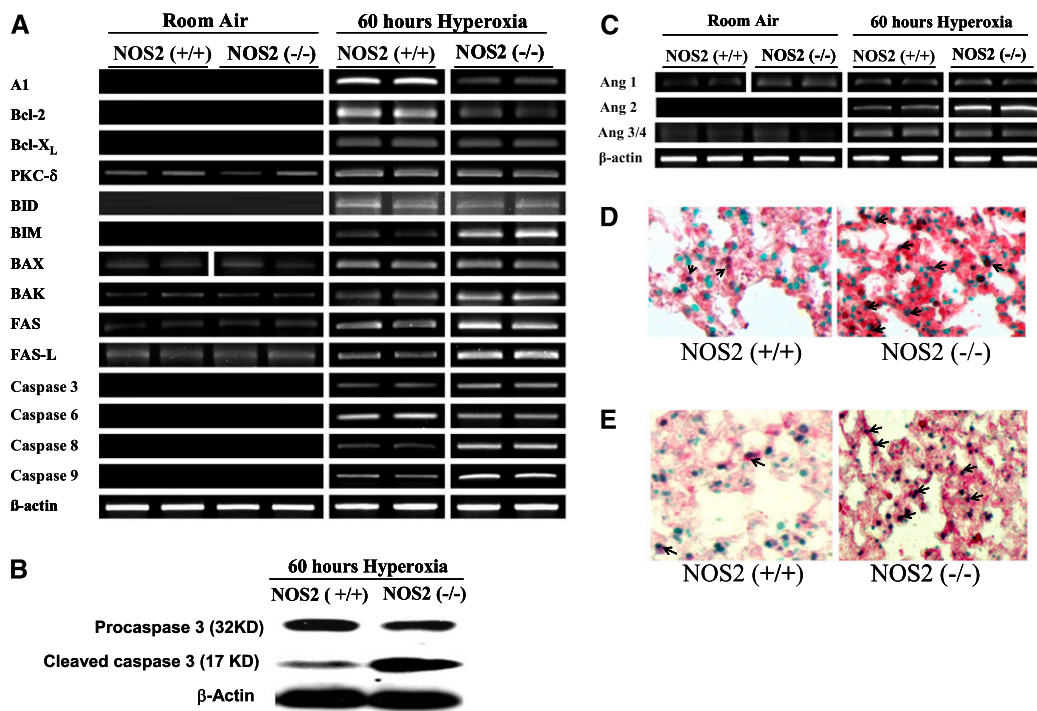 A
Room Air
60 hours Hyperoxia
NOS2 (+/+)
NOS2 (-/-)
NOS2 (+/+)
NOS2 (-/-)
A1
Bcl-2
Bcl-XL
PKC-δ
BID
BIM
BAX
BAK
FAS
FAS-L
Caspase 3
Caspase 6
Caspase 8
Caspase 9
ß-actin
B
60 hours Hyperoxia
NOS2 ( +/+)
NOS2 (-/-)
Procaspase 3 (32KD)
Cleaved caspase 3 (17 KD)
β-Actin
C
Room Air
60 hours Hyperoxia
NOS2 (+/+)
NOS2 (-/-)
NOS2 (+/+)
NOS2 (-/-)
Ang 1
Ang 2
Ang 3/4
β-actin
D
NOS2 (+/+)
NOS2 (-/-)
E
NOS2 (+/+)
NOS2 (-/-)